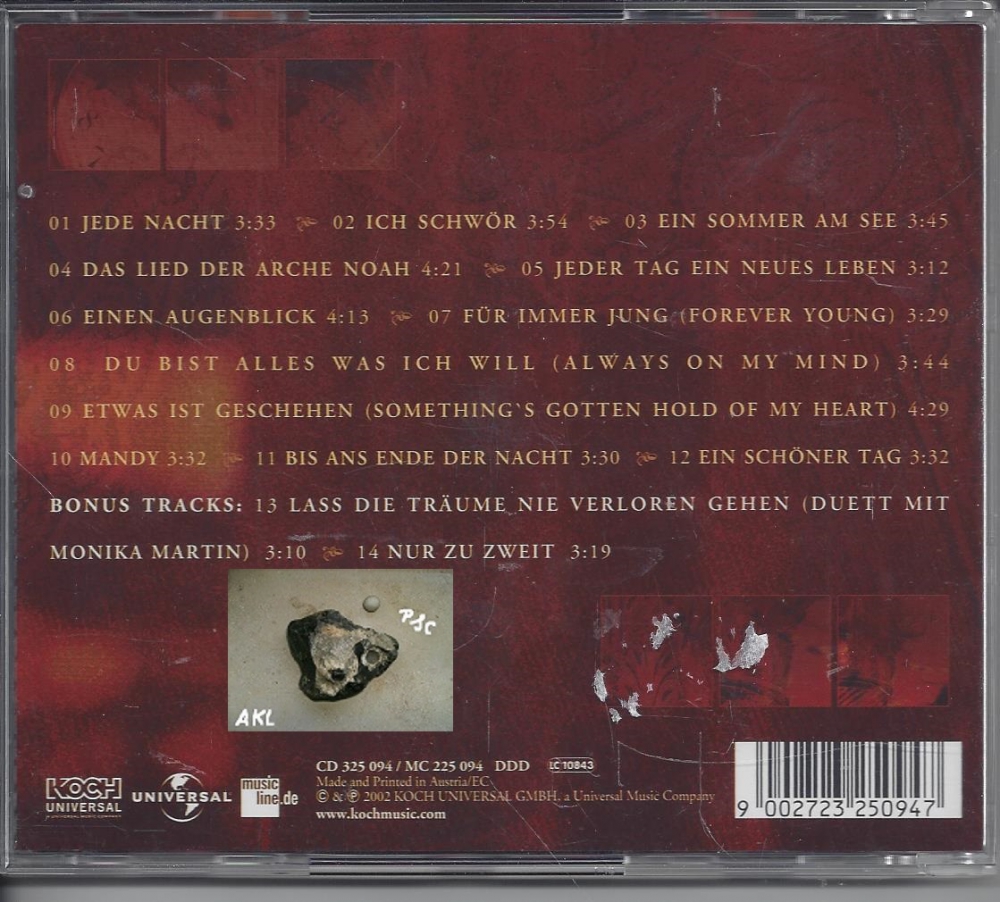 01 JEDE NACHT 3:33 02 ICH SCHWÖR 3:54 03 EIN SOMMER AM SEE 3:45
04 DAS LIED DER ARCHE NOAH 4:21 05 JEDER TAG EIN NEUES LEBEN 3:12
06 EINEN AUGENBLICK 4:13 07 FÜR IMMER JUNG (FOREVER YOUNG) 3:29
08 DU BIST ALLES WAS ICH WILL (ALWAYS ON MY MIND) 3:44
09 ETWAS IST GESCHEHEN (SOMETHING`S GOTTEN HOLD OF MY HEART) 4:29
10 MANDY 3:32 11 BIS ANS ENDE DER NACHT 3:30 12 EIN SCHÖNER TAG 3:32
BONUS TRACKS: 13 LASS DIE TRÄUME NIE VERLOREN GEHEN (DUETT MIT
MONIKA MARTIN) 3:10 14 NUR ZU ZWEIT 3:19
PSC
AKL
KOCH
UNIVERSAL
A UNIVERSAL MUSIC COMPANY
UNIVERSAL
music
line.de
CD 325 094 / MC 225 094 DDD LC 10843
Made and Printed in Austria/EC
© & ℗ 2002 KOCH UNIVERSAL GMBH, a Universal Music Company
www.kochmusic.com
9 002723 250947